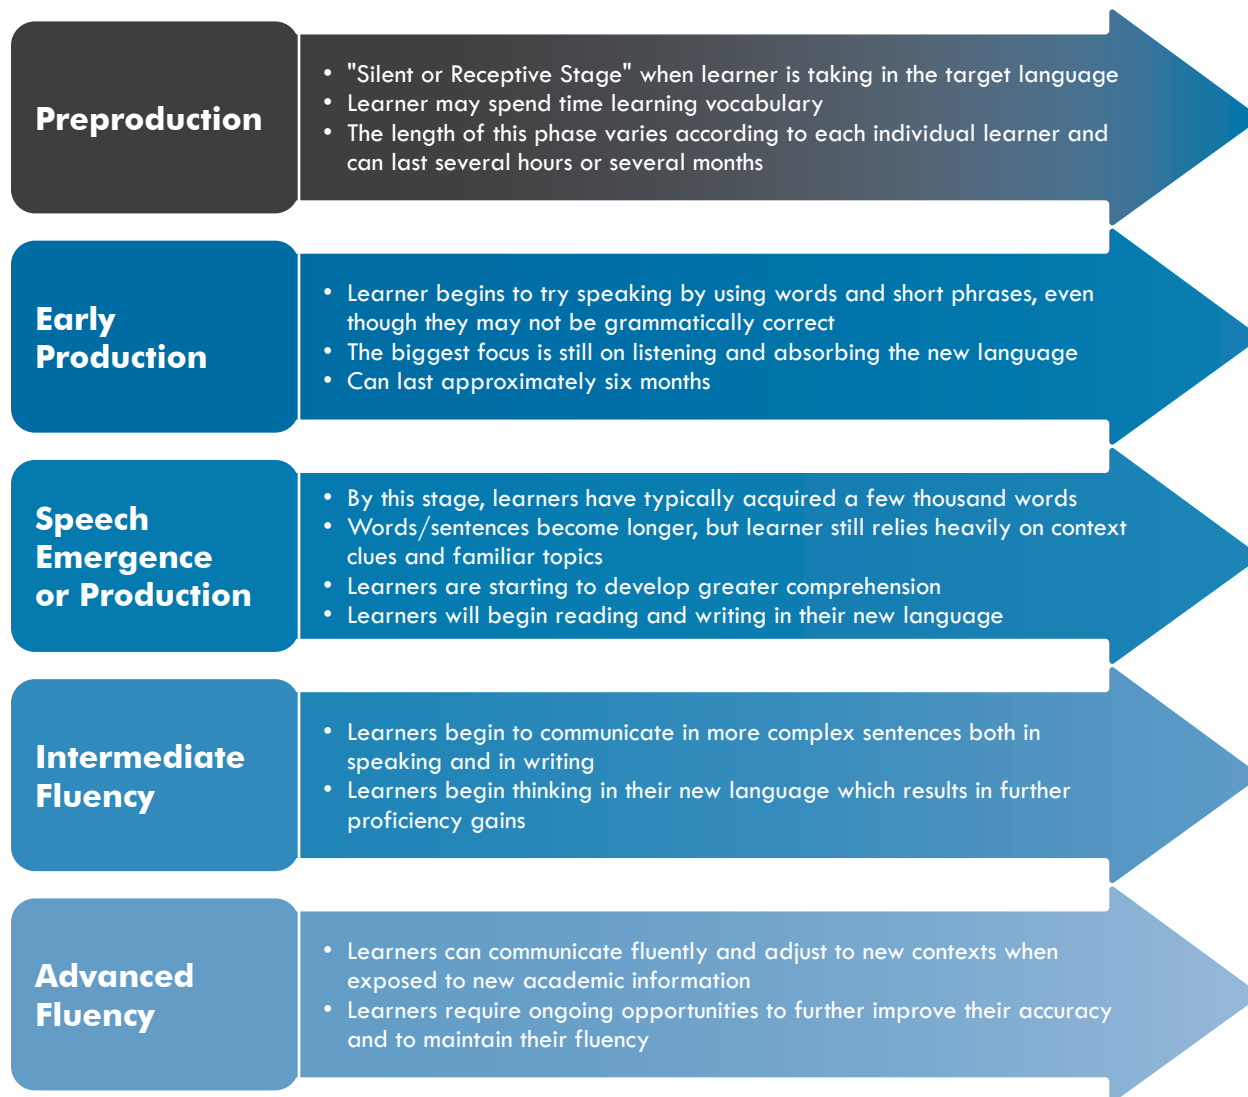 Preproduction
• "Silent or Receptive Stage" when learner is taking in the target language
• Learner may spend time learning vocabulary
• The length of this phase varies according to each individual learner and
can last several hours or several months
Early
Production
• Learner begins to try speaking by using words and short phrases, even
though they may not be grammatically correct
• The biggest focus is still on listening and absorbing the new language
• Can last approximately six months
Speech
Emergence
or Production
• By this stage, learners have typically acquired a few thousand words
• Words/sentences become longer, but learner still relies heavily on context
clues and familiar topics
• Learners are starting to develop greater comprehension
• Learners will begin reading and writing in their new language
Intermediate
Fluency
• Learners begin to communicate in more complex sentences both in
speaking and in writing
• Learners begin thinking in their new language which results in further
proficiency gains
Advanced
Fluency
• Learners can communicate fluently and adjust to new contexts when
exposed to new academic information
• Learners require ongoing opportunities to further improve their accuracy
and to maintain their fluency